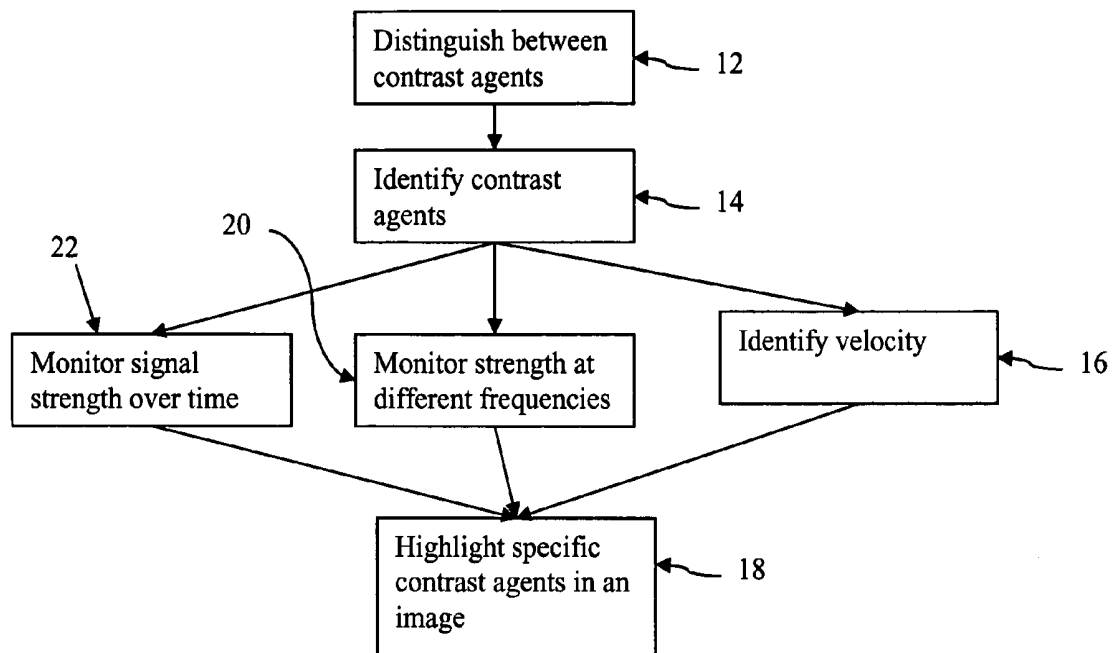 Distinguish between
contrast agents
12
Identify contrast
agents
14
20
22
Monitor signal
strength over time
Monitor strength at
different frequencies
Identify velocity
16
Highlight specific
contrast agents in an
image
18